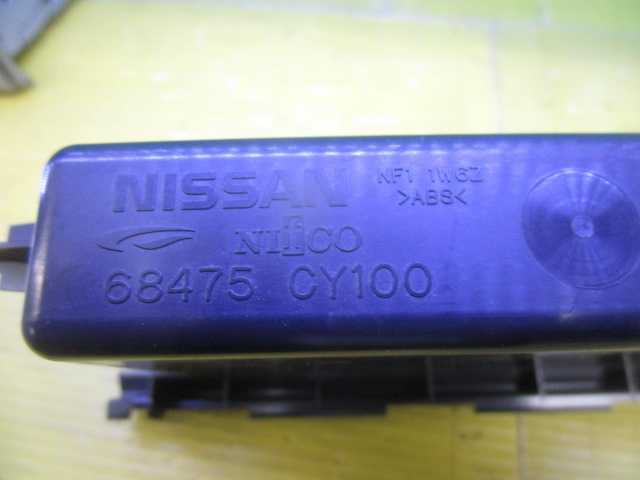 NISSAN
NF1 1W6Z
>ABS<
NIfCO
68475 CY100